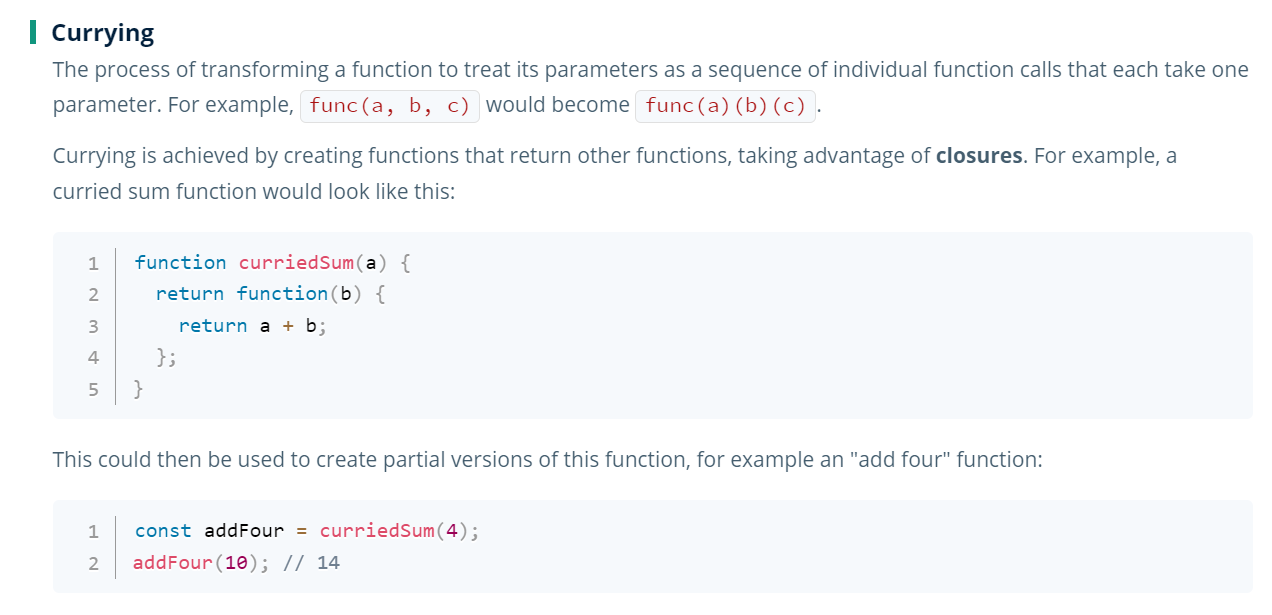 Currying
The process of transforming a function to treat its parameters as a sequence of individual function calls that each take one
parameter. For example, func(a, b, c) would become func(a)(b)(c).
Currying is achieved by creating functions that return other functions, taking advantage of closures. For example, a
curried sum function would look like this:
1 function curriedSum(a) {
2   return function(b) {
3     return a + b;
4   };
5 }
This could then be used to create partial versions of this function, for example an "add four" function:
1 const addFour = curriedSum(4);
2 addFour(10); // 14